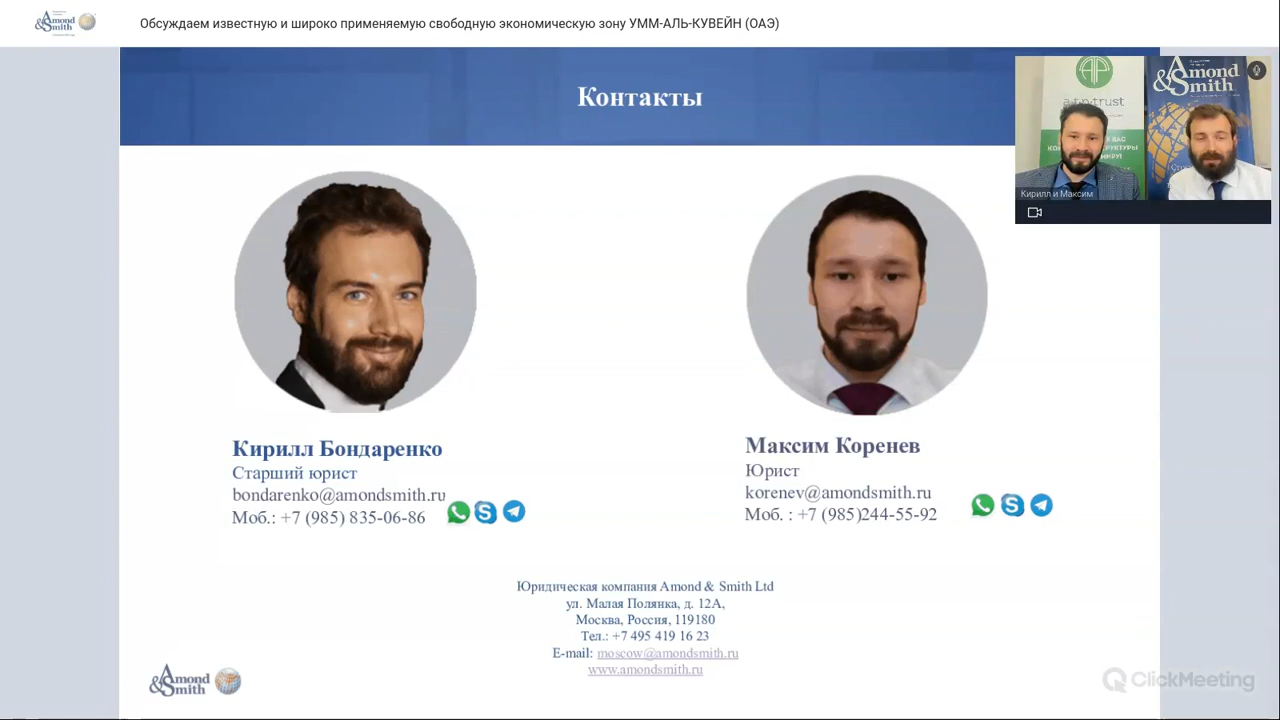 Amond
&Smith
Обсуждаем известную и широко применяемую свободную экономическую зону УММ-АЛЬ-КУВЕЙН (ОАЭ)
Контакты
Amond
&Smith
Кирилл и Максим
Кирилл Бондаренко
Старший юрист
bondarenko@amondsmith.ru
Моб.: +7 (985) 835-06-86
Максим Коренев
Юрист
korenev@amondsmith.ru
Моб. : +7 (985)244-55-92
Юридическая компания Amond & Smith Ltd
ул. Малая Полянка, д. 12А,
Москва, Россия, 119180
Тел.: +7 495 419 16 23
E-mail: moscow@amondsmith.ru
www.amondsmith.ru
Amond
&Smith
ClickMeeting